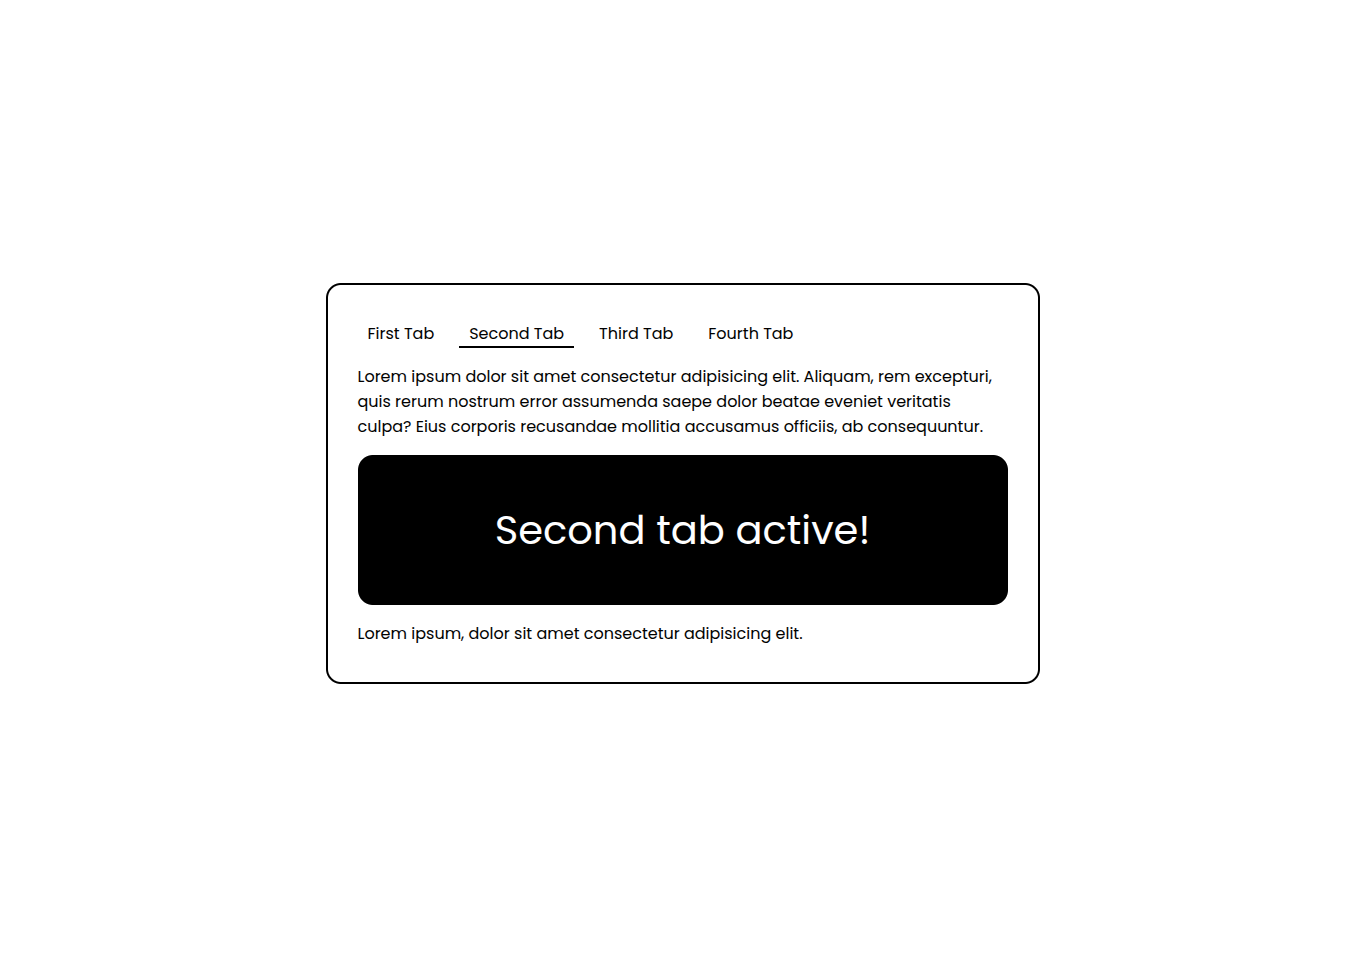 First Tab Second Tab Third Tab Fourth Tab
Lorem ipsum dolor sit amet consectetur adipisicing elit. Aliquam, rem excepturi,
quis rerum nostrum error assumenda saepe dolor beatae eveniet veritatis
culpa? Eius corporis recusandae mollitia accusamus officiis, ab consequuntur.
Second tab active!
Lorem ipsum, dolor sit amet consectetur adipisicing elit.